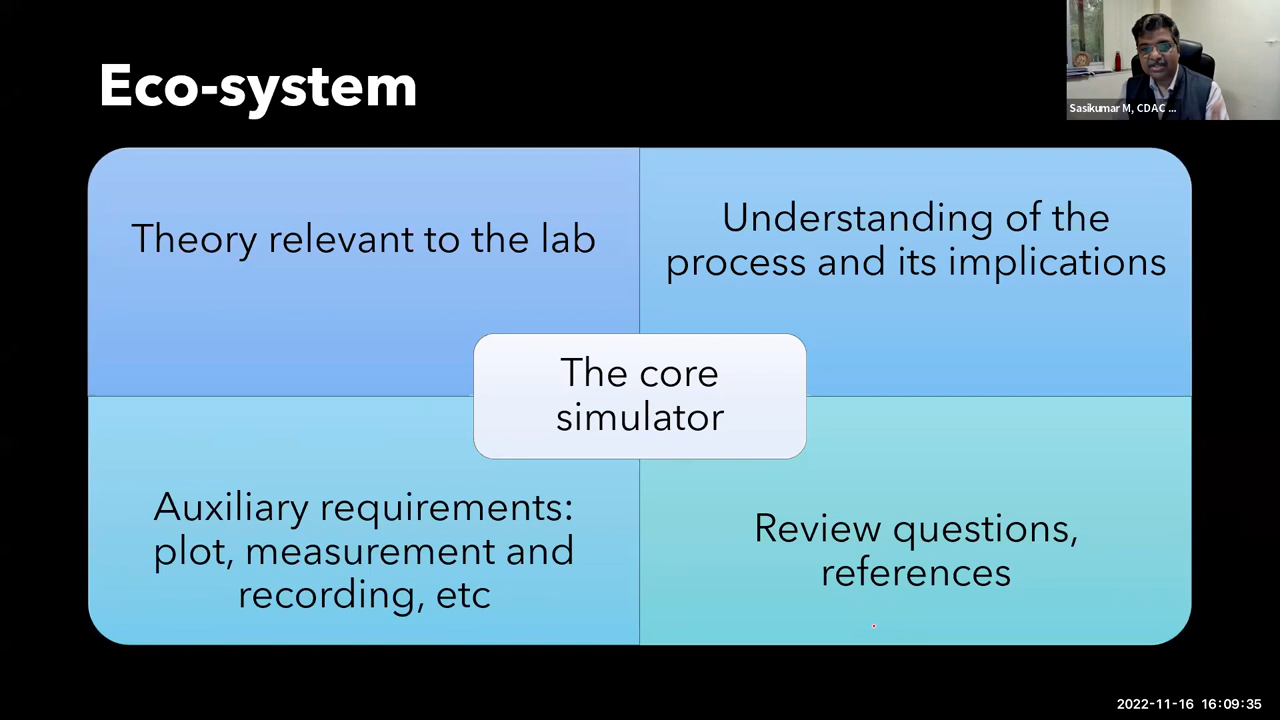 Eco-system
Sasikumar M, CDAC ...
Theory relevant to the lab
Understanding of the
process and its implications
The core
simulator
Auxiliary requirements:
plot, measurement and
recording, etc
Review questions,
references
2022-11-16 16:09:35